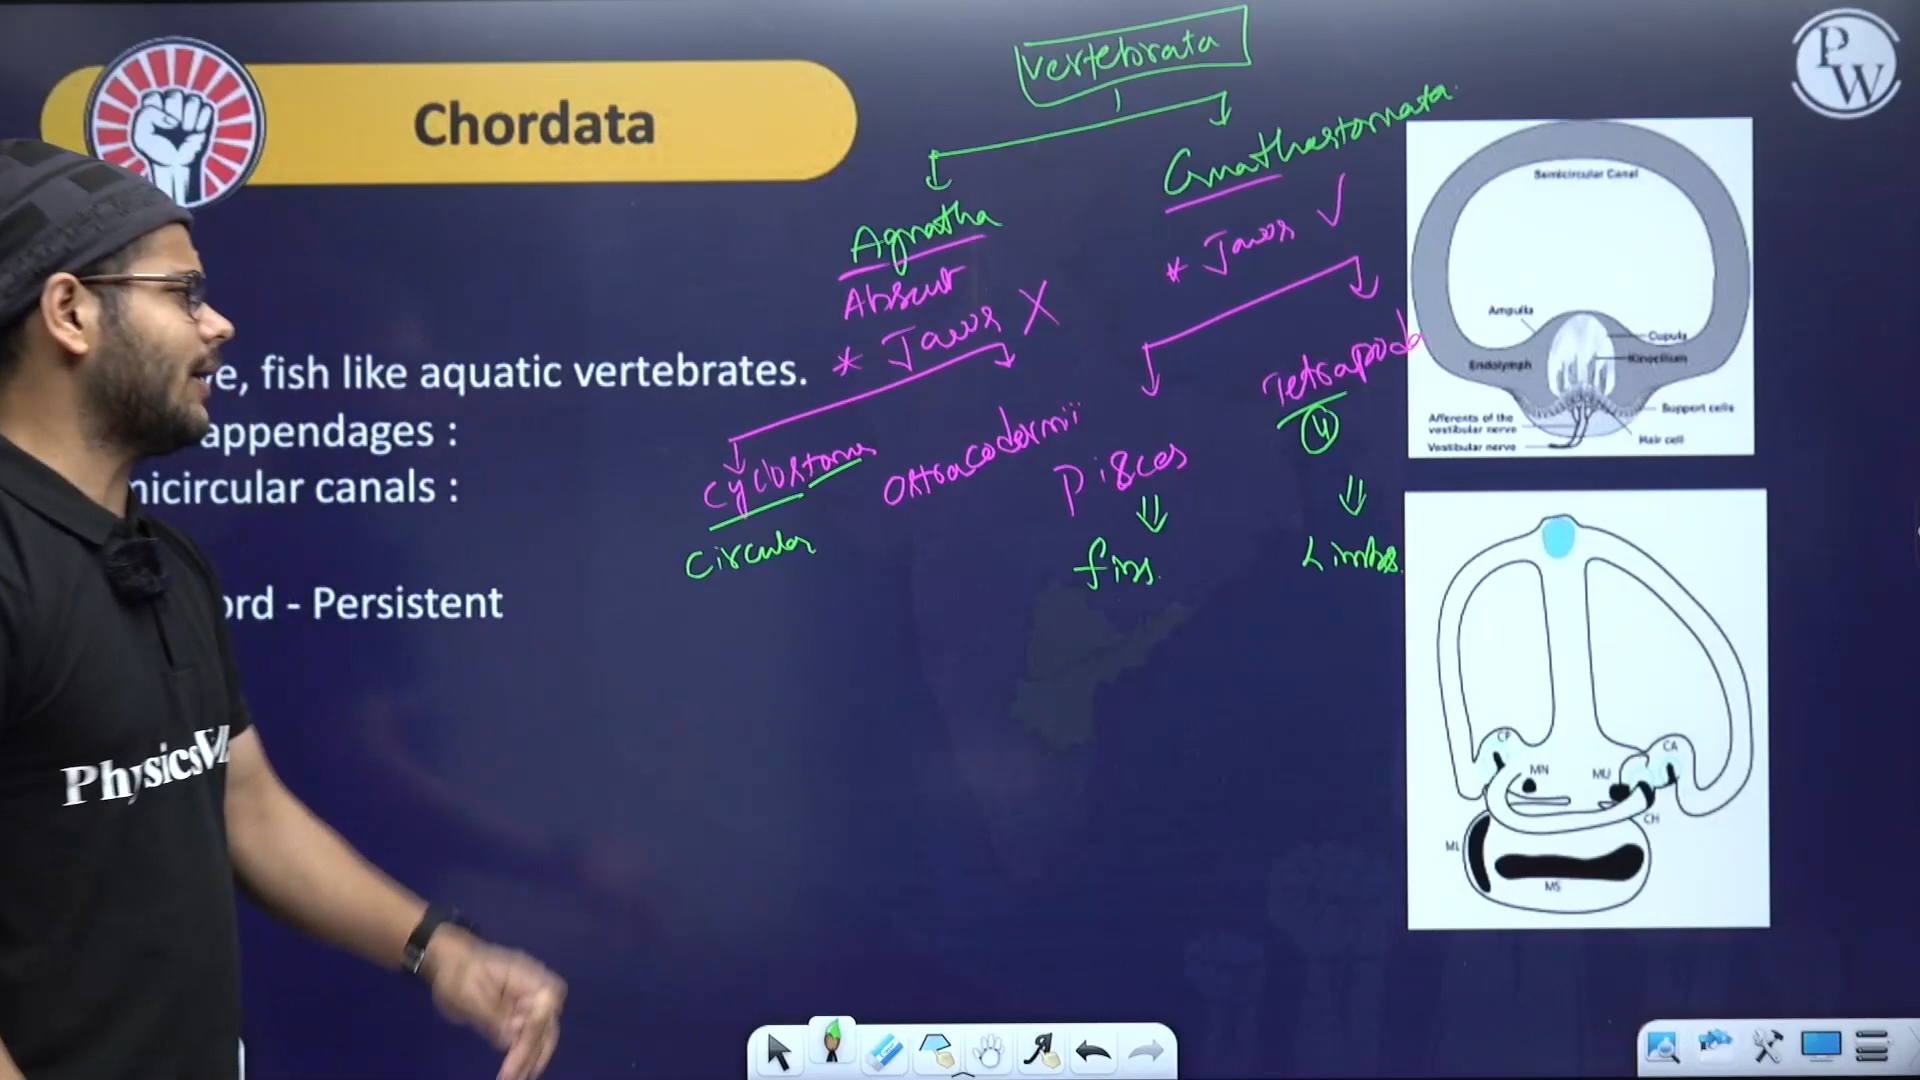 Chordata
PW
e, fish like aquatic vertebrates.
appendages :
nicircular canals :
ord - Persistent
Vertebrata
Agnatha
Absent
* Jaws X
Cyclostoma
Circular
Ostracodermii
Gnathostomata
* Jaws ✓
Pisces
fins.
Tetrapoda
4
Limbs.
Semicircular Canal
Ampulla
Cupula
Kinocilium
Endolymph
Support cells
Afferents of the
vestibular nerve
Hair cell
Vestibular nerve
CP
CA
MN
MU
CH
ML
MS
PhysicsW